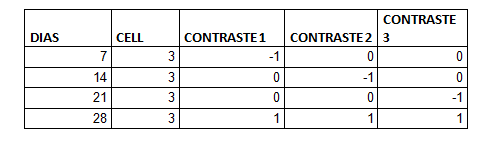 DIAS CELL CONTRASTE 1 CONTRASTE 2 CONTRASTE 3
7 3 -1 0 0
14 3 0 -1 0
21 3 0 0 -1
28 3 1 1 1